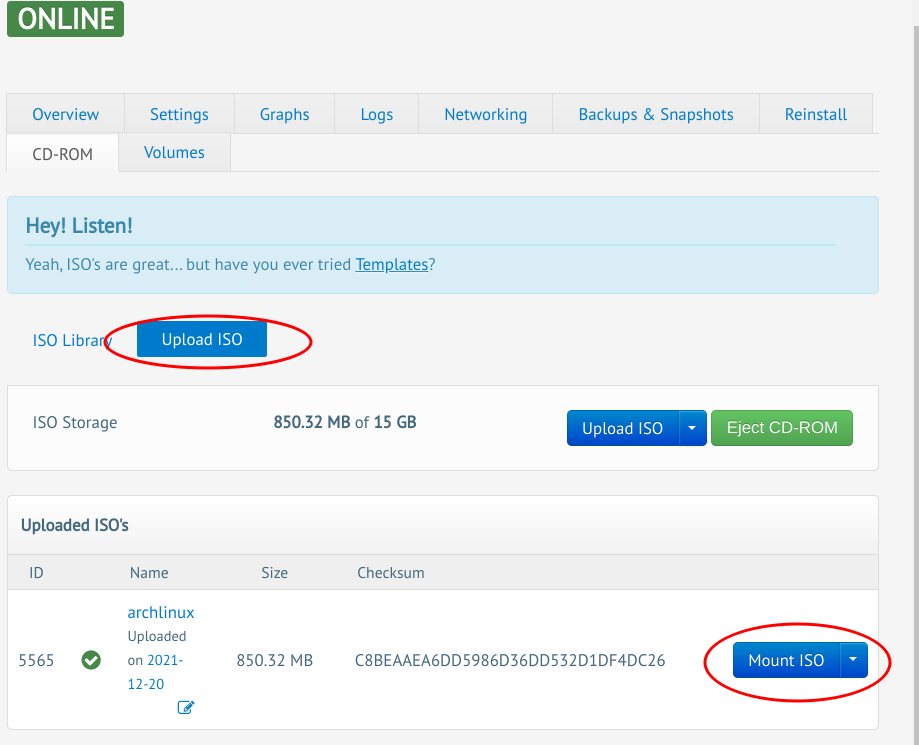 ONLINE
Overview Settings Graphs Logs Networking Backups & Snapshots Reinstall
CD-ROM Volumes
Hey! Listen!
Yeah, ISO's are great... but have you ever tried Templates?
ISO Library Upload ISO
ISO Storage 850.32 MB of 15 GB Upload ISO Eject CD-ROM
Uploaded ISO's
ID Name Size Checksum
archlinux
Uploaded
5565 on 2021- 850.32 MB C8BEAAEA6DD5986D36DD532D1DF4DC26 Mount ISO
12-20